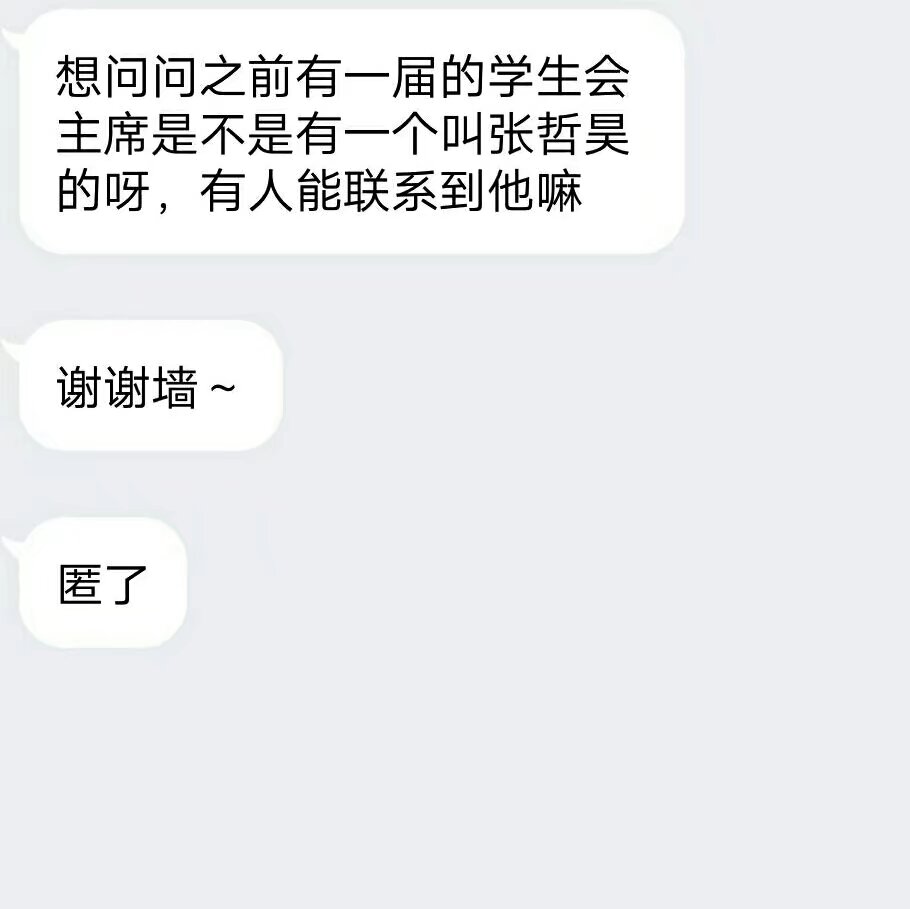 想问问之前有一届的学生会
主席是不是有一个叫张哲昊
的呀，有人能联系到他嘛
谢谢墙～
匿了